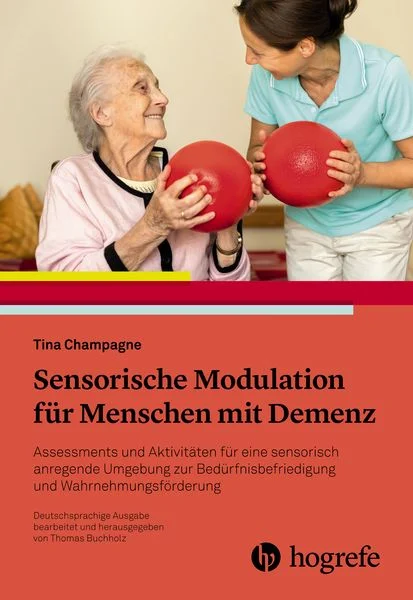 Tina Champagne
Sensorische Modulation
für Menschen mit Demenz
Assessments und Aktivitäten für eine sensorisch
anregende Umgebung zur Bedürfnisbefriedigung
und Wahrnehmungsförderung
Deutschsprachige Ausgabe
bearbeitet und herausgegeben
von Thomas Buchholz
hogrefe